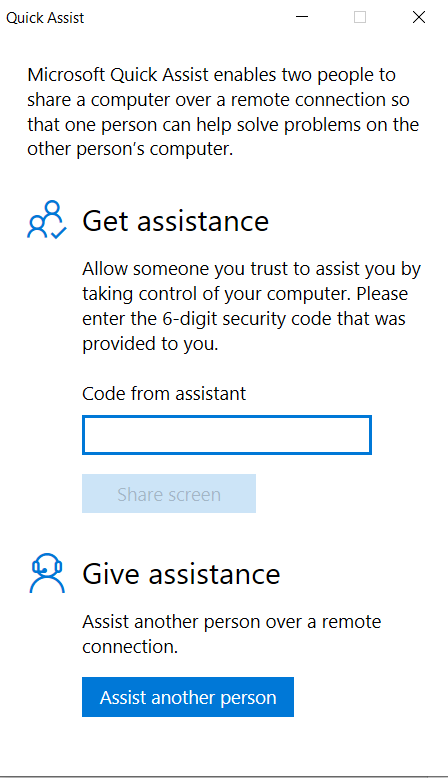 Quick Assist
Microsoft Quick Assist enables two people to
share a computer over a remote connection so
that one person can help solve problems on the
other person’s computer.
Get assistance
Allow someone you trust to assist you by
taking control of your computer. Please
enter the 6-digit security code that was
provided to you.
Code from assistant
Share screen
Give assistance
Assist another person over a remote
connection.
Assist another person